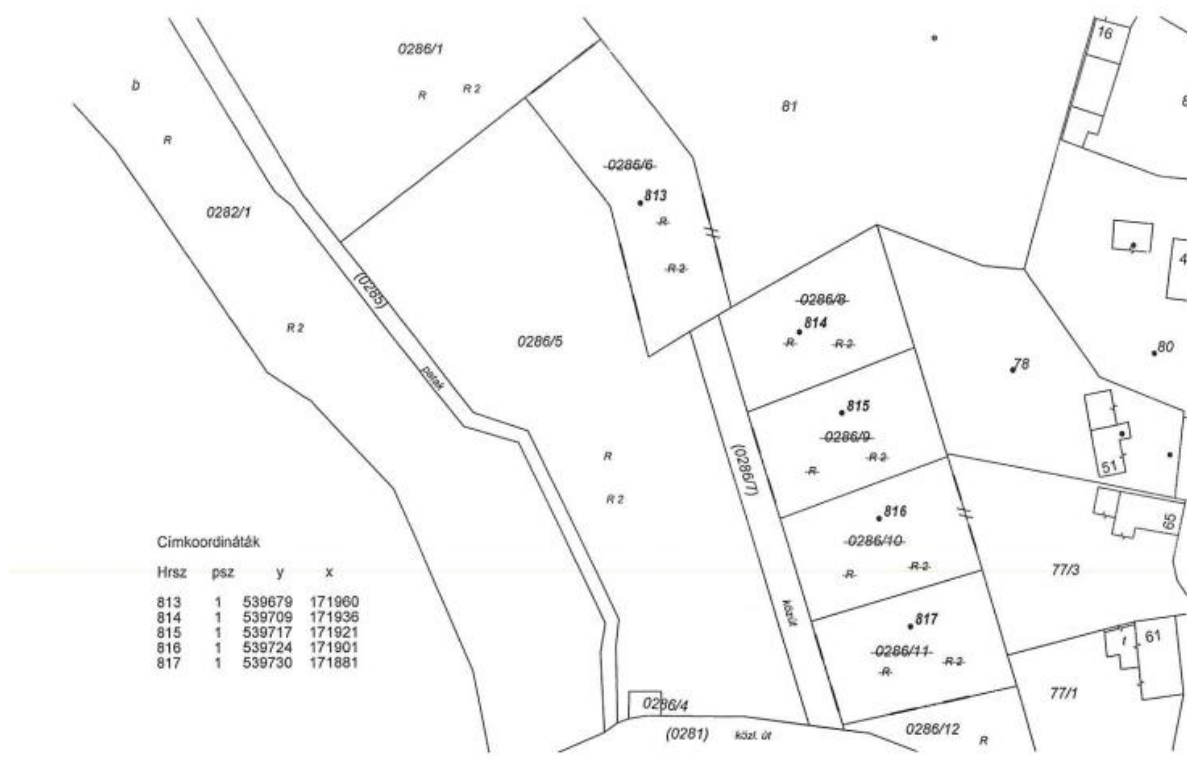 0286/1
R
R 2
b
R
0282/1
R 2
81
16
0286/6
813
R
R 2
(0285)
patak
0286/5
R
R 2
0286/8
814
R
R 2
815
0286/9
R
R 2
816
0286/10
R
R 2
817
0286/11
R
R 2
(0286/7)
közút
78
80
51
65
77/3
61
77/1
0286/4
(0281)
közl. út
0286/12
R
Címkoordináták
Hrsz psz y x
813 1 539679 171960
814 1 539709 171936
815 1 539717 171921
816 1 539724 171901
817 1 539730 171881